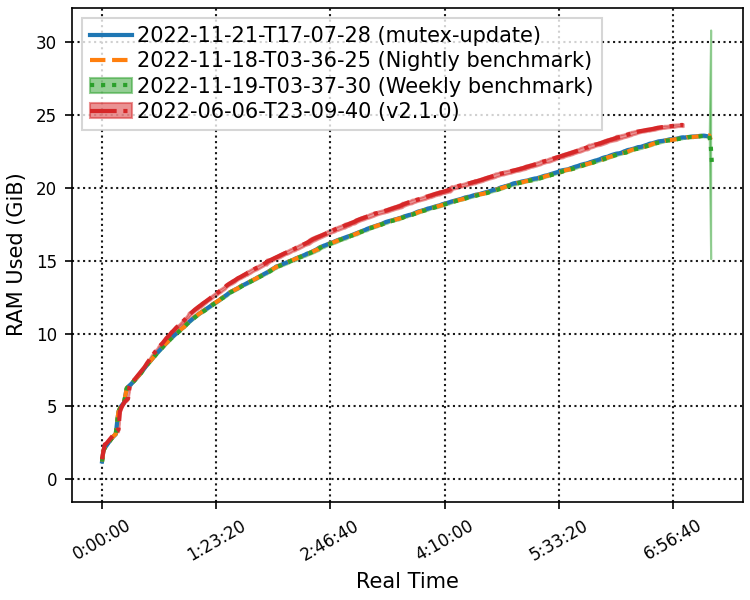 2022-11-21-T17-07-28 (mutex-update)
2022-11-18-T03-36-25 (Nightly benchmark)
2022-11-19-T03-37-30 (Weekly benchmark)
2022-06-06-T23-09-40 (v2.1.0)
30
25
20
15
10
5
0
RAM Used (GiB)
0:00:00 1:23:20 2:46:40 4:10:00 5:33:20 6:56:40
Real Time